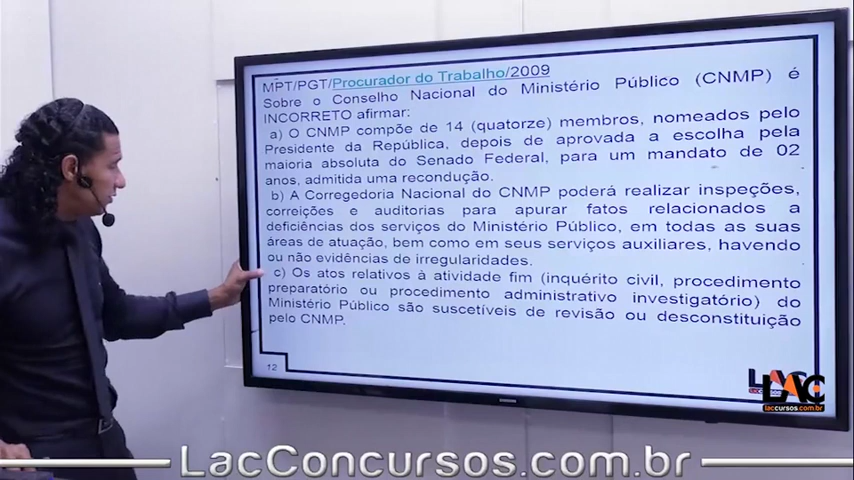 MPT/PGT/Procurador do Trabalho/2009
Sobre o Conselho Nacional do Ministério Público (CNMP) é
INCORRETO afirmar:
a) O CNMP compõe de 14 (quatorze) membros, nomeados pelo
Presidente da República, depois de aprovada a escolha pela
maioria absoluta do Senado Federal, para um mandato de 02
anos, admitida uma recondução.
b) A Corregedoria Nacional do CNMP poderá realizar inspeções,
correições e auditorias para apurar fatos relacionados a
deficiências dos serviços do Ministério Público, em todas as suas
áreas de atuação, bem como em seus serviços auxiliares, havendo
ou não evidências de irregularidades.
c) Os atos relativos à atividade fim (inquérito civil, procedimento
preparatório ou procedimento administrativo investigatório) do
Ministério Público são suscetíveis de revisão ou desconstituição
pelo CNMP.
12
LAC
laccursos.com.br
LacConcursos.com.br